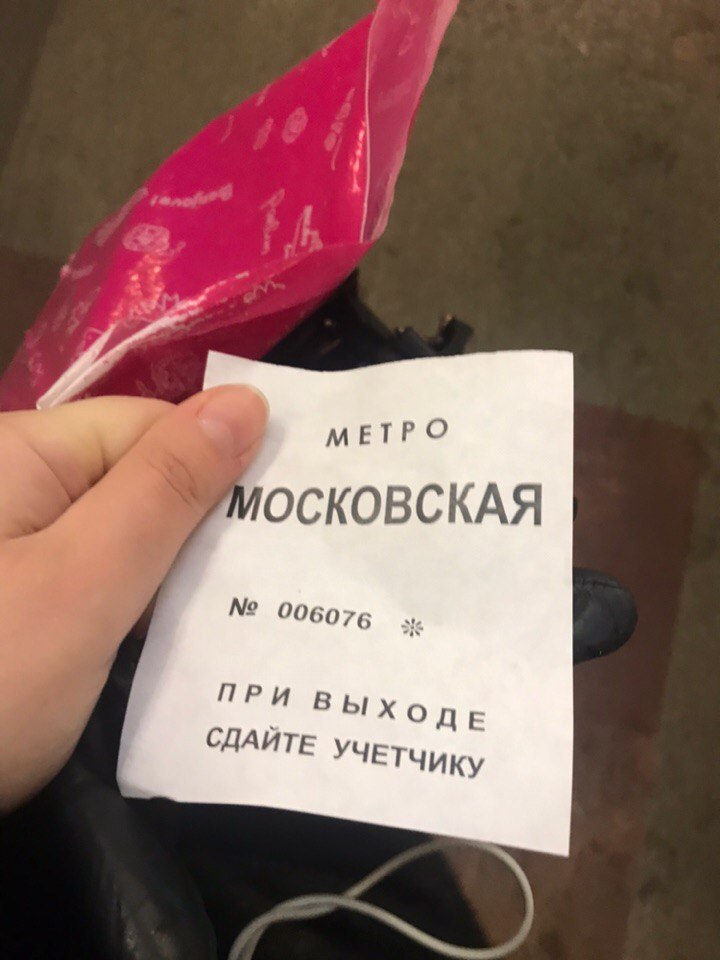 МЕТРО
МОСКОВСКАЯ
№ 006076 *
ПРИ ВЫХОДЕ
СДАЙТЕ УЧЕТЧИКУ